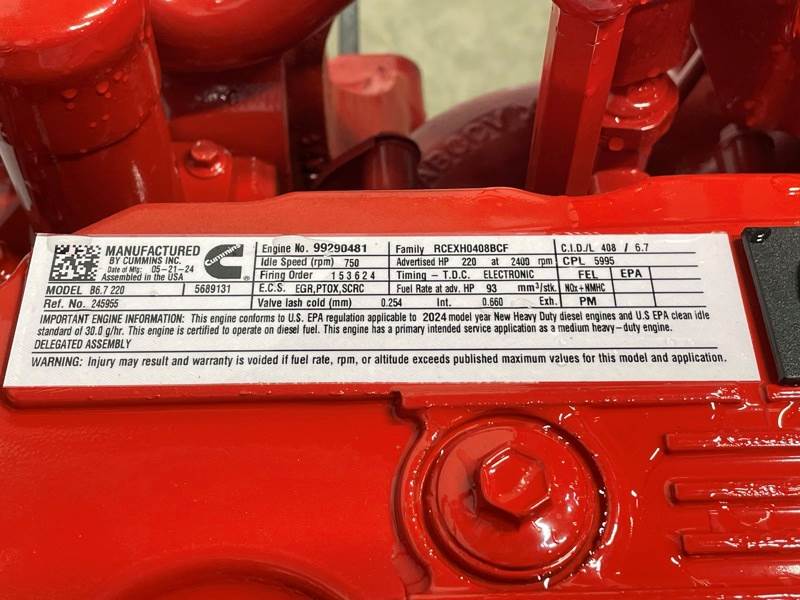 MANUFACTURED
BY CUMMINS INC.
Date of Mfg: 05-21-24
Assembled in the USA
Cummins
MODEL B6.7 220 5689131
Ref. No. 245955
Engine No. 99290481 Family RCEXH0408BCF C.I.D./L 408 / 6.7
Idle Speed (rpm) 750 Advertised HP 220 at 2400 rpm CPL 5995
Firing Order 153624 Timing - T.D.C. ELECTRONIC FEL EPA
E.C.S. EGR,PTOX,SCRC Fuel Rate at adv. HP 93 mm³/stk. NOx+NMHC
Valve lash cold (mm) 0.254 Int. 0.660 Exh. PM
IMPORTANT ENGINE INFORMATION: This engine conforms to U.S. EPA regulation applicable to 2024 model year New Heavy Duty diesel engines and U.S EPA clean idle
standard of 30.0 g/hr. This engine is certified to operate on diesel fuel. This engine has a primary intended service application as a medium heavy-duty engine.
DELEGATED ASSEMBLY
WARNING: Injury may result and warranty is voided if fuel rate, rpm, or altitude exceeds published maximum values for this model and application.